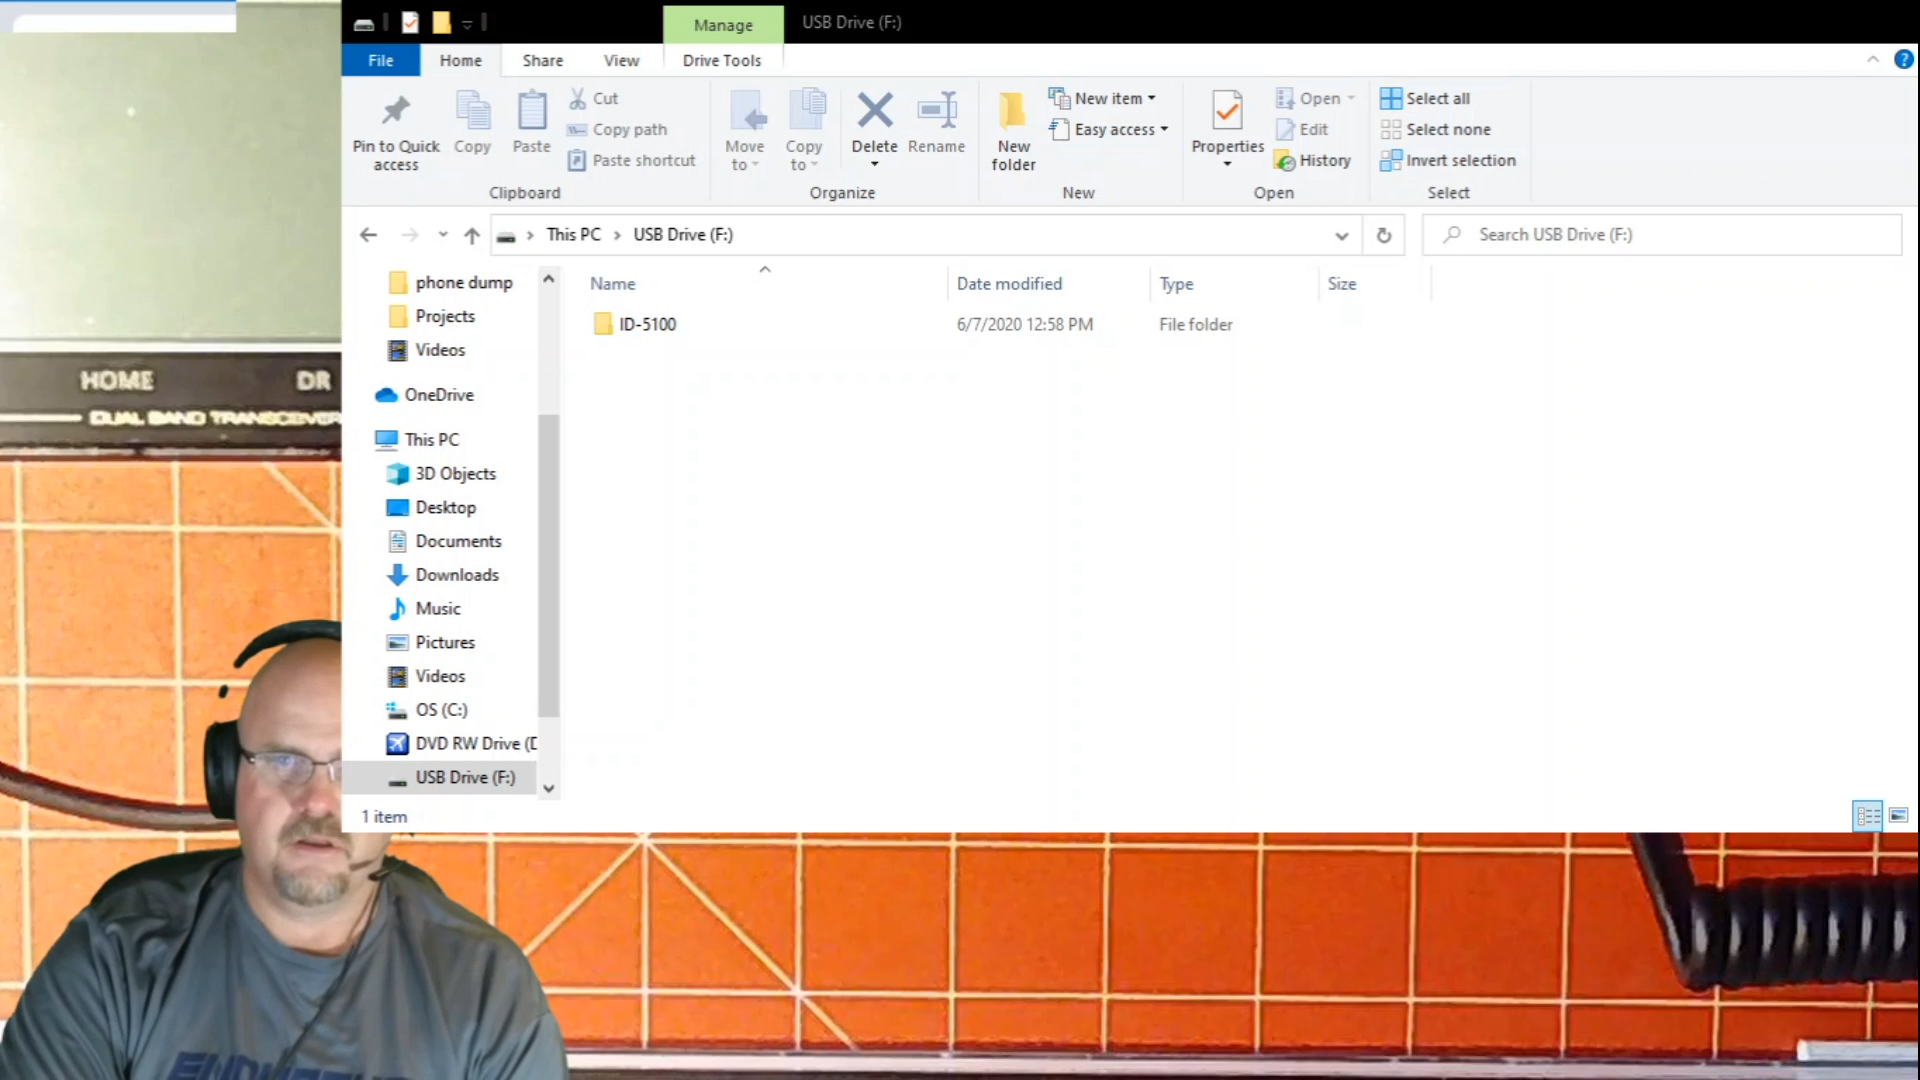 Manage
USB Drive (F:)
File
Home
Share
View
Drive Tools
Pin to Quick access
Copy
Paste
Cut
Copy path
Paste shortcut
Clipboard
Move to
Copy to
Delete
Rename
Organize
New folder
New item
Easy access
New
Properties
Open
Edit
History
Open
Select all
Select none
Invert selection
Select
This PC > USB Drive (F:)
Search USB Drive (F:)
phone dump
Projects
Videos
OneDrive
This PC
3D Objects
Desktop
Documents
Downloads
Music
Pictures
Videos
OS (C:)
DVD RW Drive (D
USB Drive (F:)
Name
Date modified
Type
Size
ID-5100
6/7/2020 12:58 PM
File folder
1 item
HOME
DR
DUAL BAND TRANSCEIVER